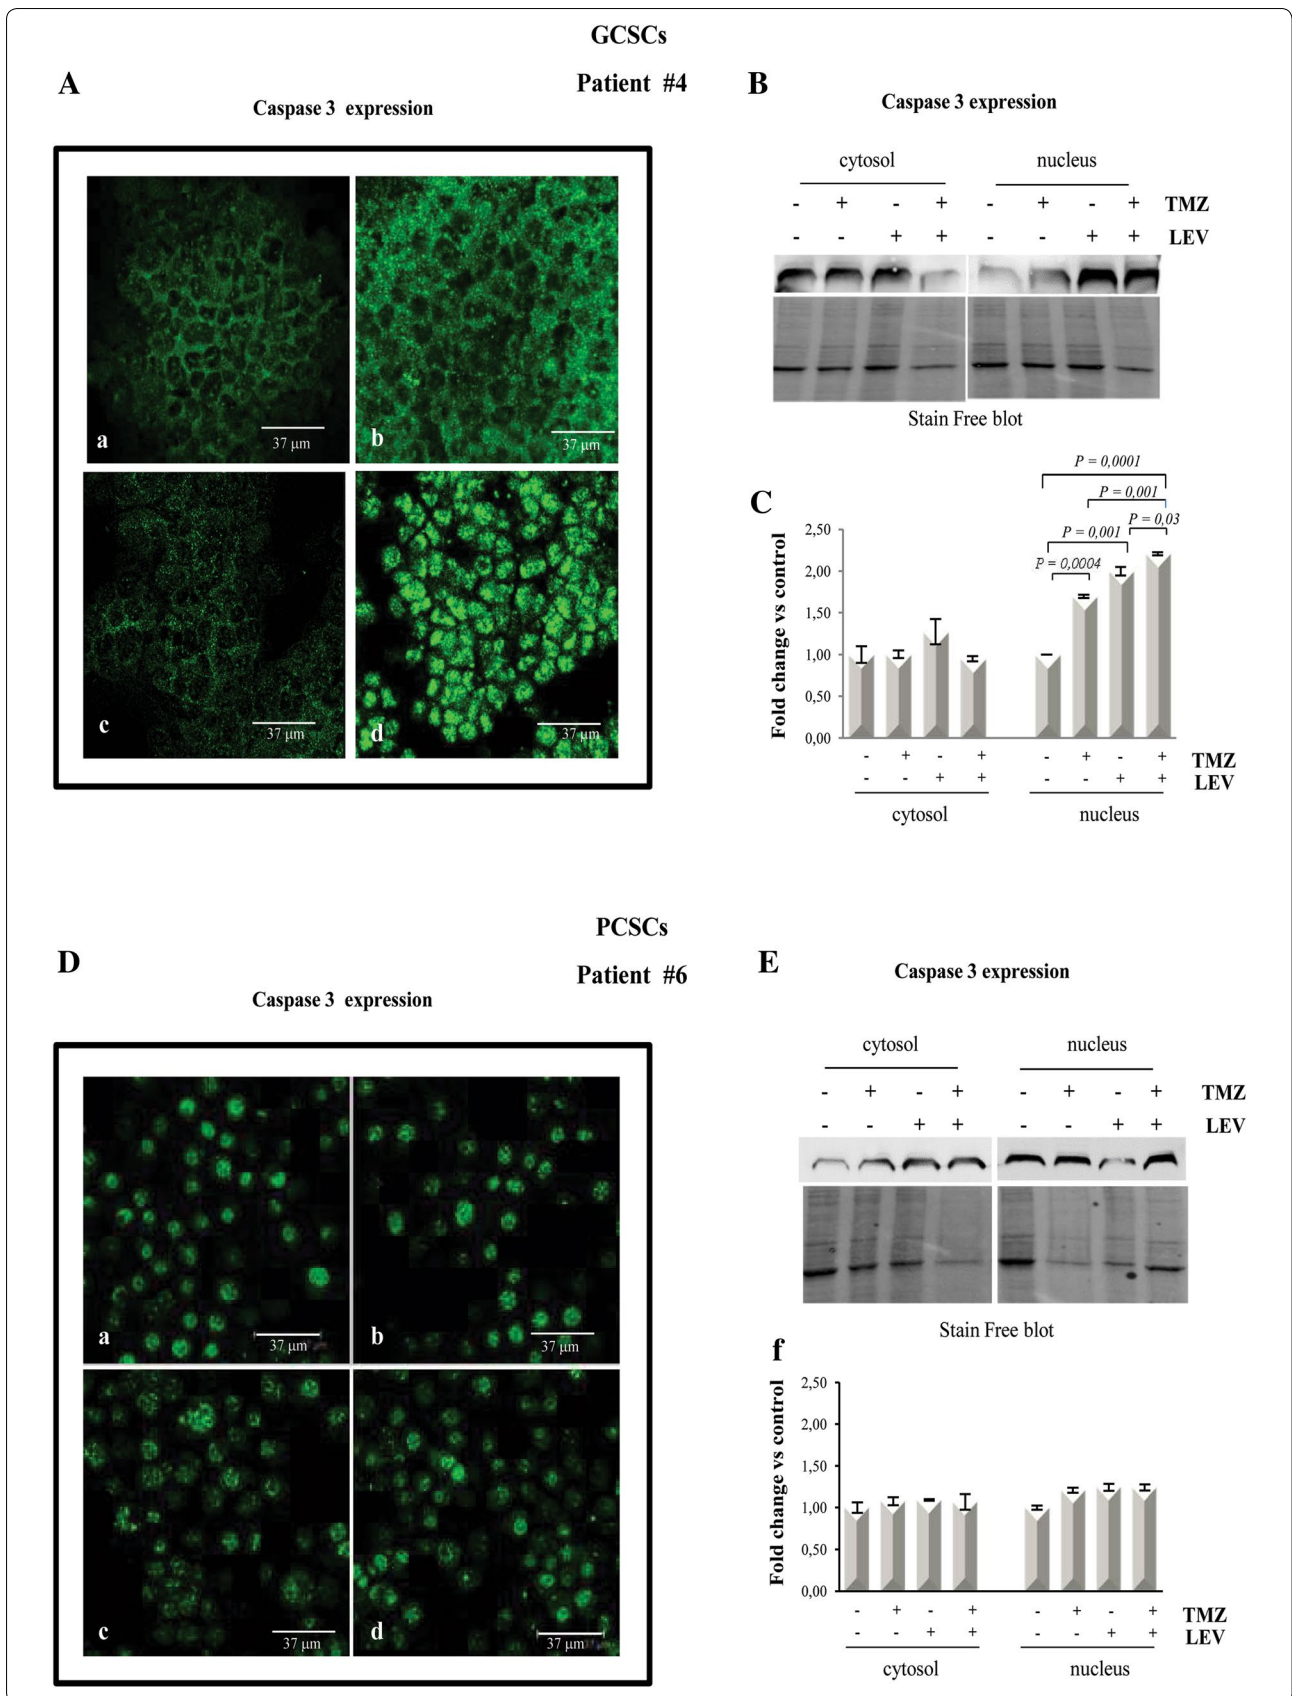 GCSCs
Patient #4
A
Caspase 3 expression
a
37 µm
b
37 µm
c
37 µm
d
37 µm
B
Caspase 3 expression
cytosol nucleus
- + - + - + - + TMZ
- - + + - - + + LEV
Stain Free blot
C
P = 0,0001
P = 0,001
P = 0,03
P = 0,001
P = 0,0004
Fold change vs control
2,50
2,00
1,50
1,00
0,50
0,00
- + - + - + - + TMZ
- - + + - - + + LEV
cytosol nucleus
PCSCs
Patient #6
D
Caspase 3 expression
a
37 µm
b
37 µm
c
37 µm
d
37 µm
E
Caspase 3 expression
cytosol nucleus
- + - + - + - + TMZ
- - + + - - + + LEV
Stain Free blot
f
Fold change vs control
2,50
2,00
1,50
1,00
0,50
0,00
- + - + - + - + TMZ
- - + + - - + + LEV
cytosol nucleus